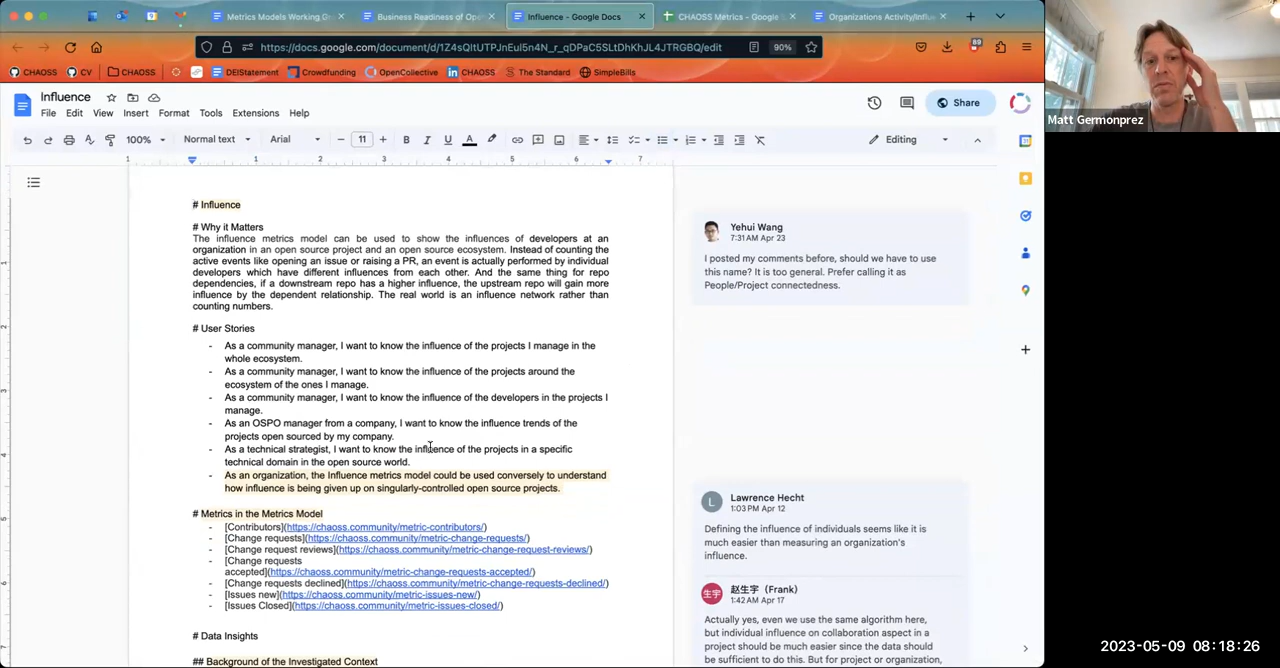 Metrics Models Working Gr
Business Readiness of Ope
Influence - Google Docs
CHAOSS Metrics - Google
Organizations Activity/Influe
https://docs.google.com/document/d/1Z4sQltUTPJnEul5n4N_r_qDPaC5SLtDhKhJL4JTRGBQ/edit
90%
89
CHAOSS
CV
CHAOSS
DEIStatement
Crowdfunding
OpenCollective
CHAOSS
The Standard
SimpleBills
Influence
File Edit View Insert Format Tools Extensions Help
Share
100%
Normal text
Arial
11
Editing
1 1 2 3 4 5 6 7
# Influence
# Why it Matters
The influence metrics model can be used to show the influences of developers at an
organization in an open source project and an open source ecosystem. Instead of counting the
active events like opening an issue or raising a PR, an event is actually performed by individual
developers which have different influences from each other. And the same thing for repo
dependencies, if a downstream repo has a higher influence, the upstream repo will gain more
influence by the dependent relationship. The real world is an influence network rather than
counting numbers.
# User Stories
- As a community manager, I want to know the influence of the projects I manage in the
whole ecosystem.
- As a community manager, I want to know the influence of the projects around the
ecosystem of the ones I manage.
- As a community manager, I want to know the influence of the developers in the projects I
manage.
- As an OSPO manager from a company, I want to know the influence trends of the
projects open sourced by my company.
- As a technical strategist, I want to know the influence of the projects in a specific
technical domain in the open source world.
- As an organization, the Influence metrics model could be used conversely to understand
how influence is being given up on singularly-controlled open source projects.
# Metrics in the Metrics Model
- [Contributors](https://chaoss.community/metric-contributors/)
- [Change requests](https://chaoss.community/metric-change-requests/)
- [Change request reviews](https://chaoss.community/metric-change-request-reviews/)
- [Change requests
accepted](https://chaoss.community/metric-change-requests-accepted/)
- [Change requests declined](https://chaoss.community/metric-change-requests-declined/)
- [Issues new](https://chaoss.community/metric-issues-new/)
- [Issues Closed](https://chaoss.community/metric-issues-closed/)
# Data Insights
## Background of the Investigated Context
Yehui Wang
7:31 AM Apr 23
I posted my comments before, should we have to use
this name? It is too general. Prefer calling it as
People/Project connectedness.
L
Lawrence Hecht
1:03 PM Apr 12
Defining the influence of individuals seems like it is
much easier than measuring an organization's
influence.
生宇
赵生宇 (Frank)
1:42 AM Apr 17
Actually yes, even we use the same algorithm here,
but individual influence on collaboration aspect in a
project should be much easier since the data should
be sufficient to do this. But for project or organization,
Matt Germonprez
2023-05-09 08:18:26